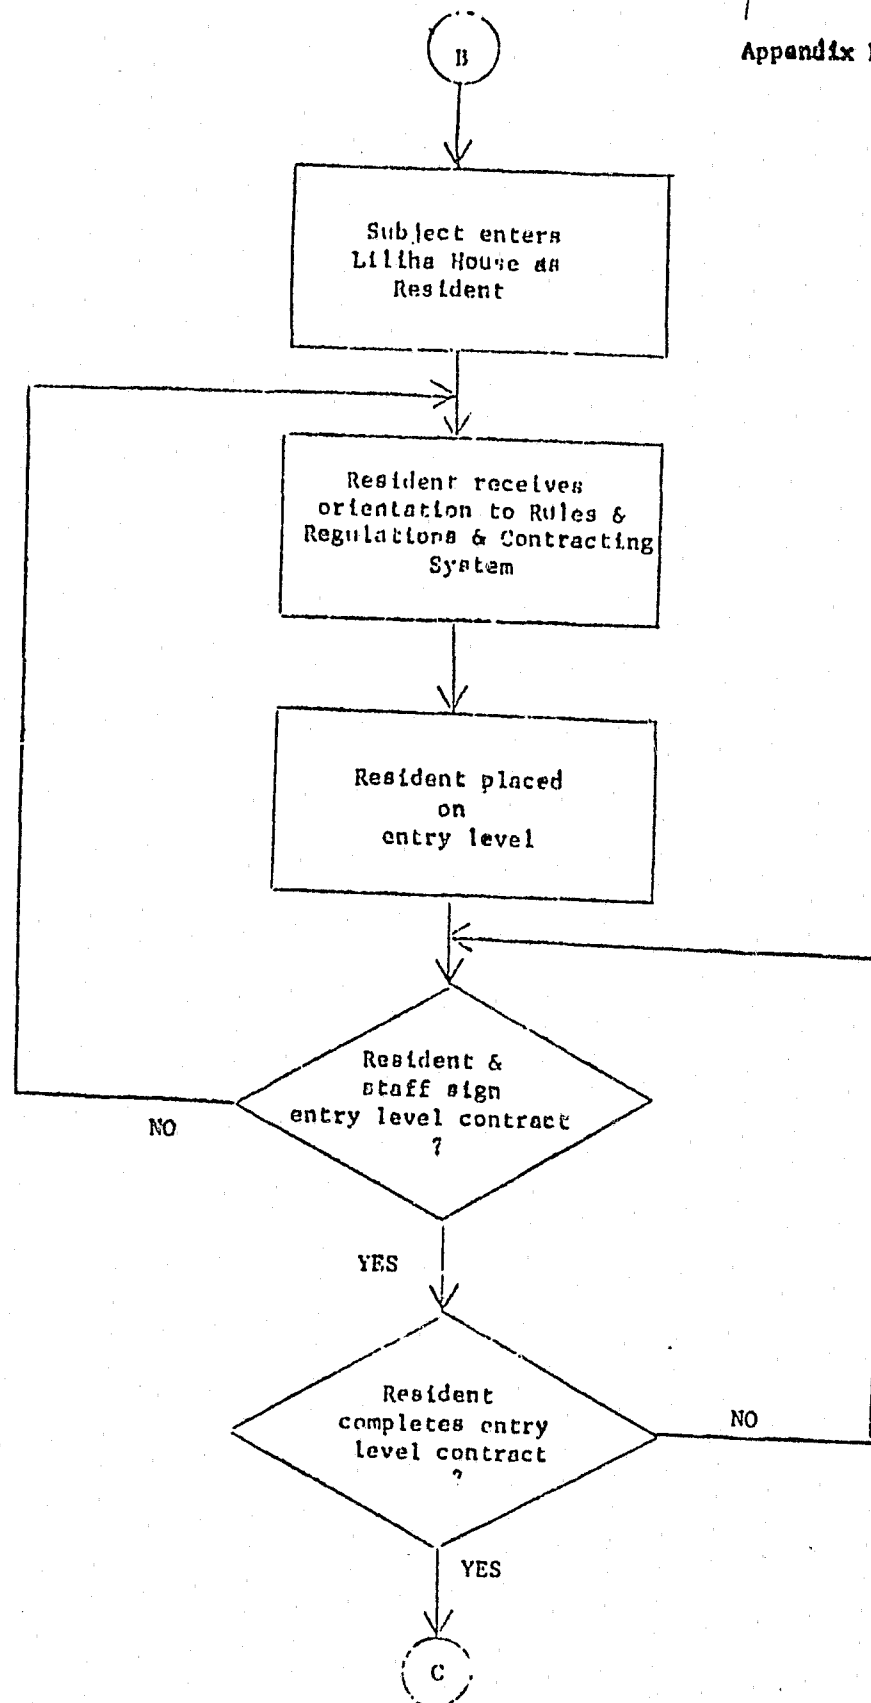 B
Appendix
Subject enters
Liliha House as
Resident
Resident receives
orientation to Rules &
Regulations & Contracting
System
Resident placed
on
entry level
Resident &
staff sign
entry level contract
?
NO
YES
Resident
completes entry
level contract
?
NO
YES
C